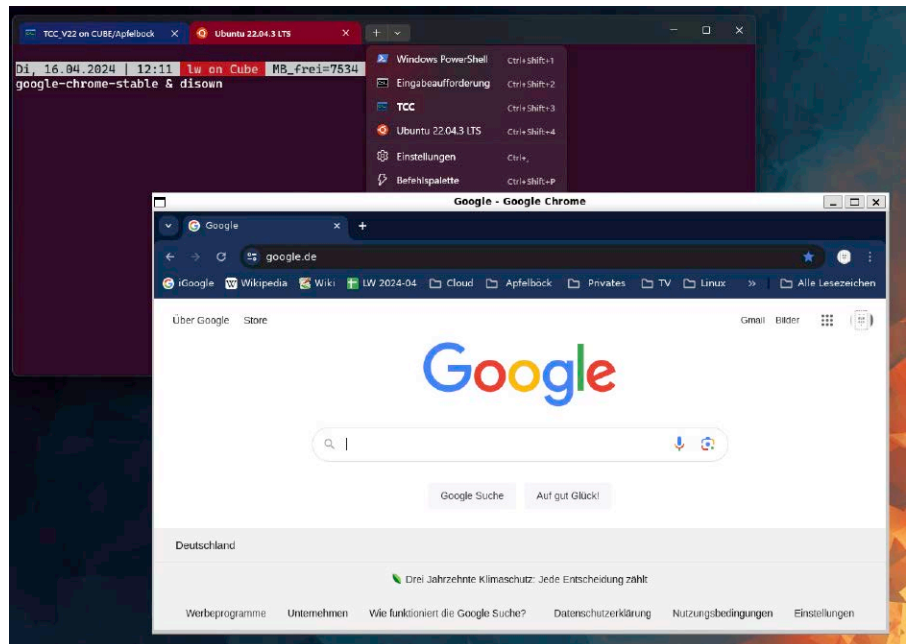 TCC_V22 on CUBE/Apfelbock
Ubuntu 22.04.3 LTS
Di, 16.04.2024 | 12:11 lw on Cube MB_frei=7534
google-chrome-stable & disown
Windows PowerShell Ctrl+Shift+1
Eingabeaufforderung Ctrl+Shift+2
TCC Ctrl+Shift+3
Ubuntu 22.04.3 LTS Ctrl+Shift+4
Einstellungen Ctrl+,
Befehlspalette Ctrl+Shift+P
Google - Google Chrome
Google
google.de
iGoogle Wikipedia Wiki LW 2024-04 Cloud Apfelböck Privates TV Linux » Alle Lesezeichen
Über Google Store Gmail Bilder
Google
Google Suche Auf gut Glück!
Deutschland
Drei Jahrzehnte Klimaschutz: Jede Entscheidung zählt
Werbeprogramme Unternehmen Wie funktioniert die Google Suche? Datenschutzerklärung Nutzungsbedingungen Einstellungen